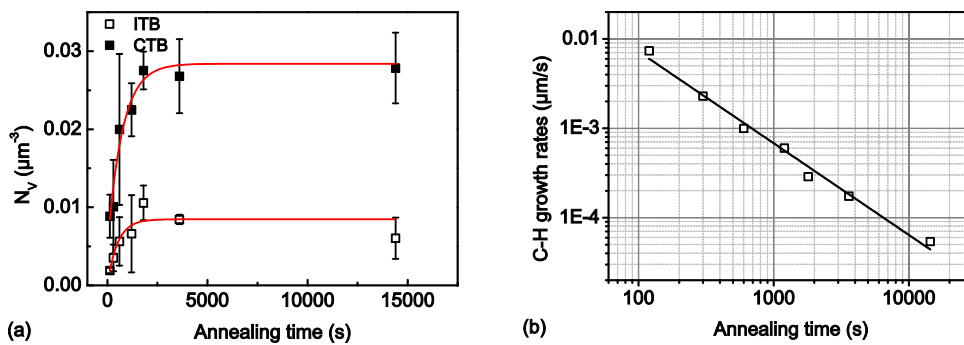 ITB
CTB
0.03
0.02
0.01
0.00
N_V (µm⁻³)
0 5000 10000 15000
Annealing time (s)
(a)
0.01
1E-3
1E-4
C-H growth rates (µm/s)
100 1000 10000
Annealing time (s)
(b)